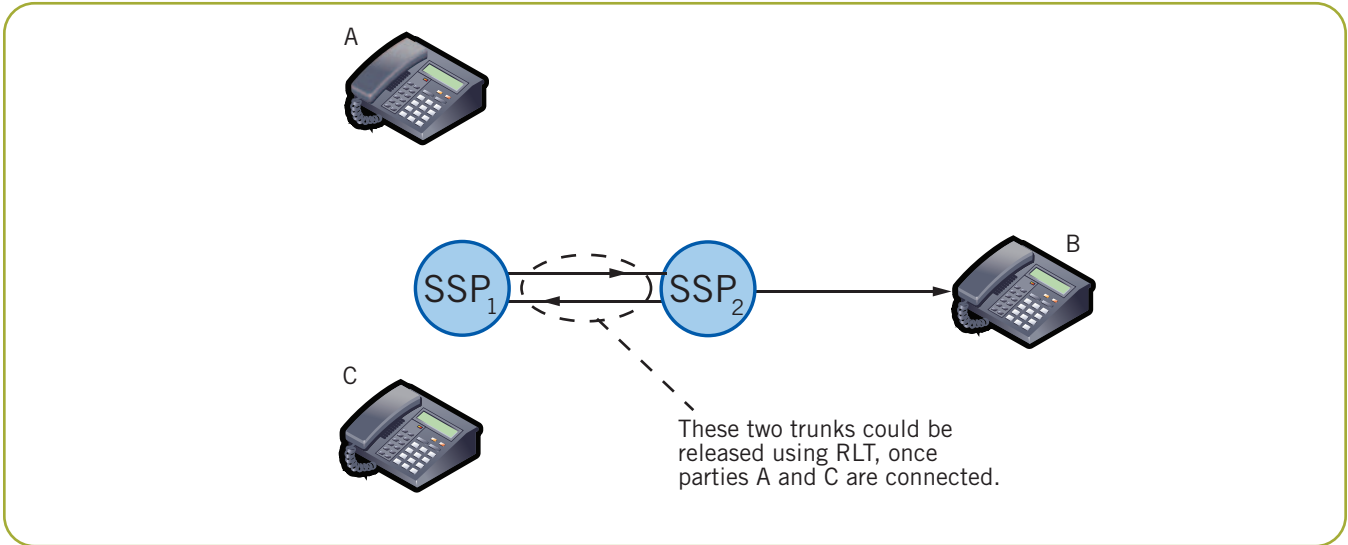 A
SSP1
SSP2
B
C
These two trunks could be
released using RLT, once
parties A and C are connected.